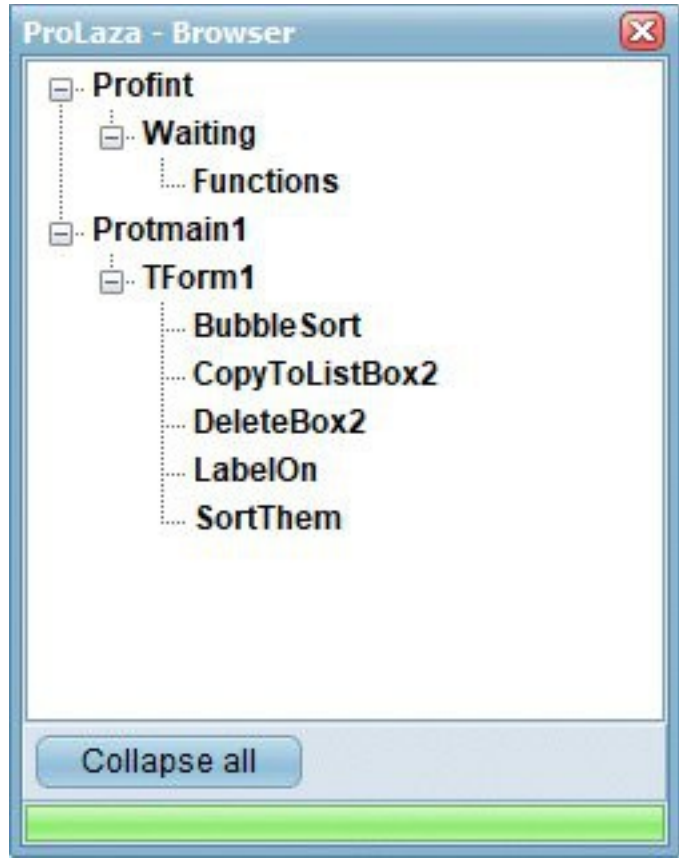 ProLaza - Browser
Profint
Waiting
Functions
Protmain1
TForm1
BubbleSort
CopyToListBox2
DeleteBox2
LabelOn
SortThem
Collapse all